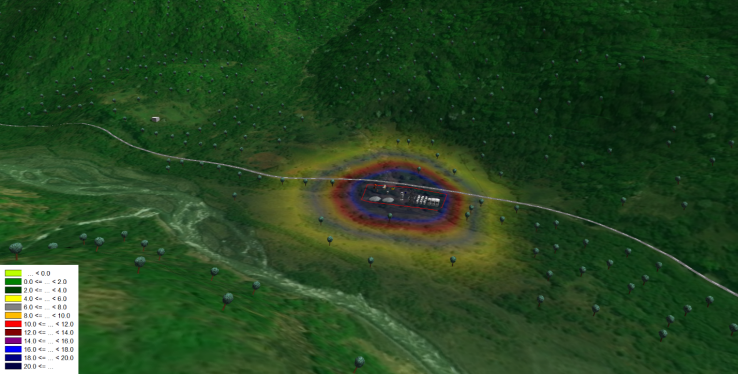 ... < 0.0
0.0 <= ... < 2.0
2.0 <= ... < 4.0
4.0 <= ... < 6.0
6.0 <= ... < 8.0
8.0 <= ... < 10.0
10.0 <= ... < 12.0
12.0 <= ... < 14.0
14.0 <= ... < 16.0
16.0 <= ... < 18.0
18.0 <= ... < 20.0
20.0 <= ...